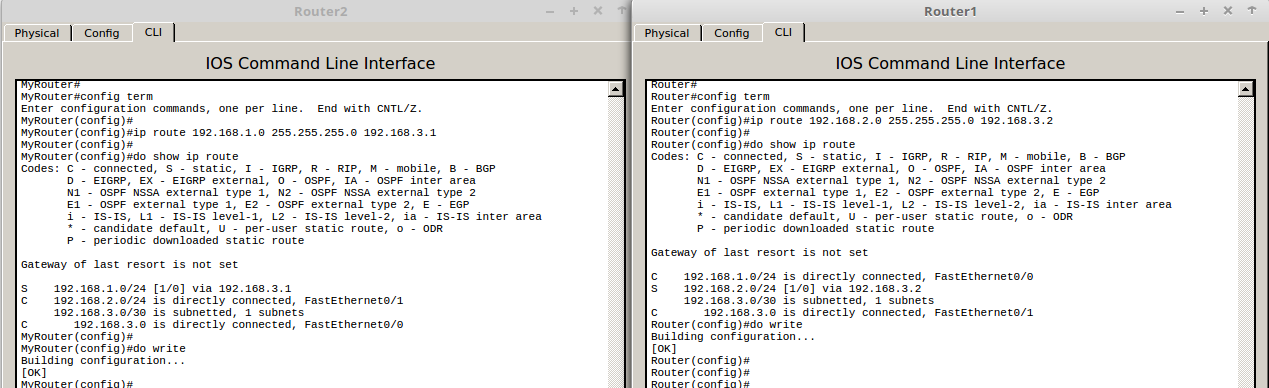 Router2
Physical Config CLI
IOS Command Line Interface
MyRouter#
MyRouter#config term
Enter configuration commands, one per line.  End with CNTL/Z.
MyRouter(config)#
MyRouter(config)#ip route 192.168.1.0 255.255.255.0 192.168.3.1
MyRouter(config)#
MyRouter(config)#do show ip route
Codes: C - connected, S - static, I - IGRP, R - RIP, M - mobile, B - BGP
       D - EIGRP, EX - EIGRP external, O - OSPF, IA - OSPF inter area
       N1 - OSPF NSSA external type 1, N2 - OSPF NSSA external type 2
       E1 - OSPF external type 1, E2 - OSPF external type 2, E - EGP
       i - IS-IS, L1 - IS-IS level-1, L2 - IS-IS level-2, ia - IS-IS inter area
       * - candidate default, U - per-user static route, o - ODR
       P - periodic downloaded static route
Gateway of last resort is not set
S    192.168.1.0/24 [1/0] via 192.168.3.1
C    192.168.2.0/24 is directly connected, FastEthernet0/1
     192.168.3.0/30 is subnetted, 1 subnets
C       192.168.3.0 is directly connected, FastEthernet0/0
MyRouter(config)#
MyRouter(config)#do write
Building configuration...
[OK]
MyRouter(config)#
Router1
Physical Config CLI
IOS Command Line Interface
Router#
Router#config term
Enter configuration commands, one per line.  End with CNTL/Z.
Router(config)#ip route 192.168.2.0 255.255.255.0 192.168.3.2
Router(config)#
Router(config)#do show ip route
Codes: C - connected, S - static, I - IGRP, R - RIP, M - mobile, B - BGP
       D - EIGRP, EX - EIGRP external, O - OSPF, IA - OSPF inter area
       N1 - OSPF NSSA external type 1, N2 - OSPF NSSA external type 2
       E1 - OSPF external type 1, E2 - OSPF external type 2, E - EGP
       i - IS-IS, L1 - IS-IS level-1, L2 - IS-IS level-2, ia - IS-IS inter area
       * - candidate default, U - per-user static route, o - ODR
       P - periodic downloaded static route
Gateway of last resort is not set
C    192.168.1.0/24 is directly connected, FastEthernet0/0
S    192.168.2.0/24 [1/0] via 192.168.3.2
     192.168.3.0/30 is subnetted, 1 subnets
C       192.168.3.0 is directly connected, FastEthernet0/1
Router(config)#do write
Building configuration...
[OK]
Router(config)#
Router(config)#
Router(config)#